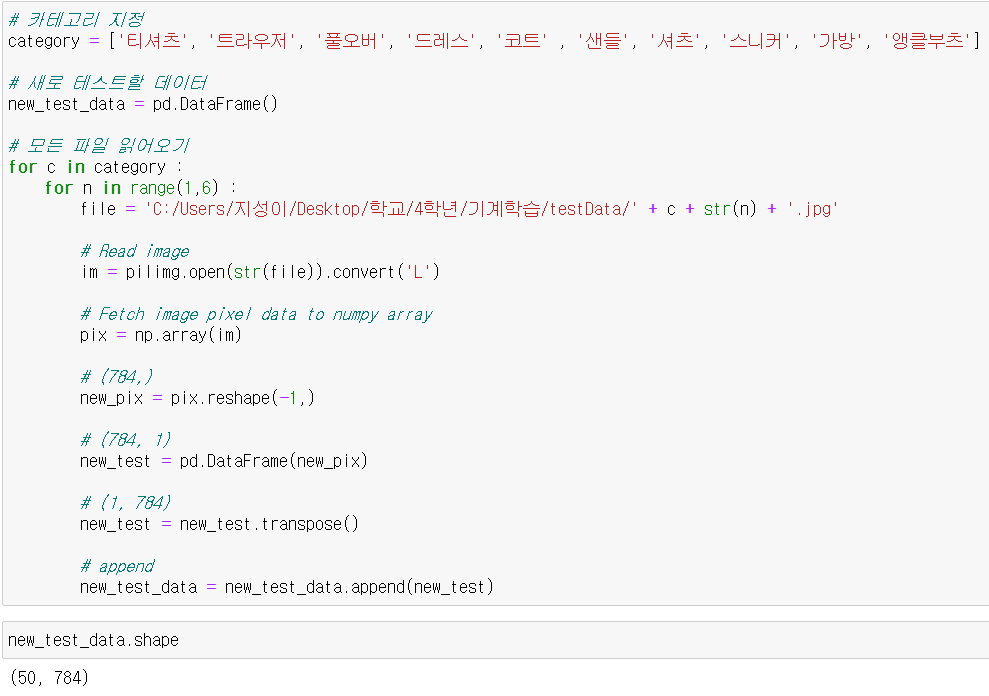 # 카테고리 지정
category = ['티셔츠', '트라우저', '풀오버', '드레스', '코트' , '샌들', '셔츠', '스니커', '가방', '앵클부츠']
# 새로 테스트할 데이터
new_test_data = pd.DataFrame()
# 모든 파일 읽어오기
for c in category :
    for n in range(1,6) :
        file = 'C:/Users/지성이/Desktop/학교/4학년/기계학습/testData/' + c + str(n) + '.jpg'
        # Read image
        im = pilimg.open(str(file)).convert('L')
        # Fetch image pixel data to numpy array
        pix = np.array(im)
        # (784,)
        new_pix = pix.reshape(-1,)
        # (784, 1)
        new_test = pd.DataFrame(new_pix)
        # (1, 784)
        new_test = new_test.transpose()
        # append
        new_test_data = new_test_data.append(new_test)
new_test_data.shape
(50, 784)